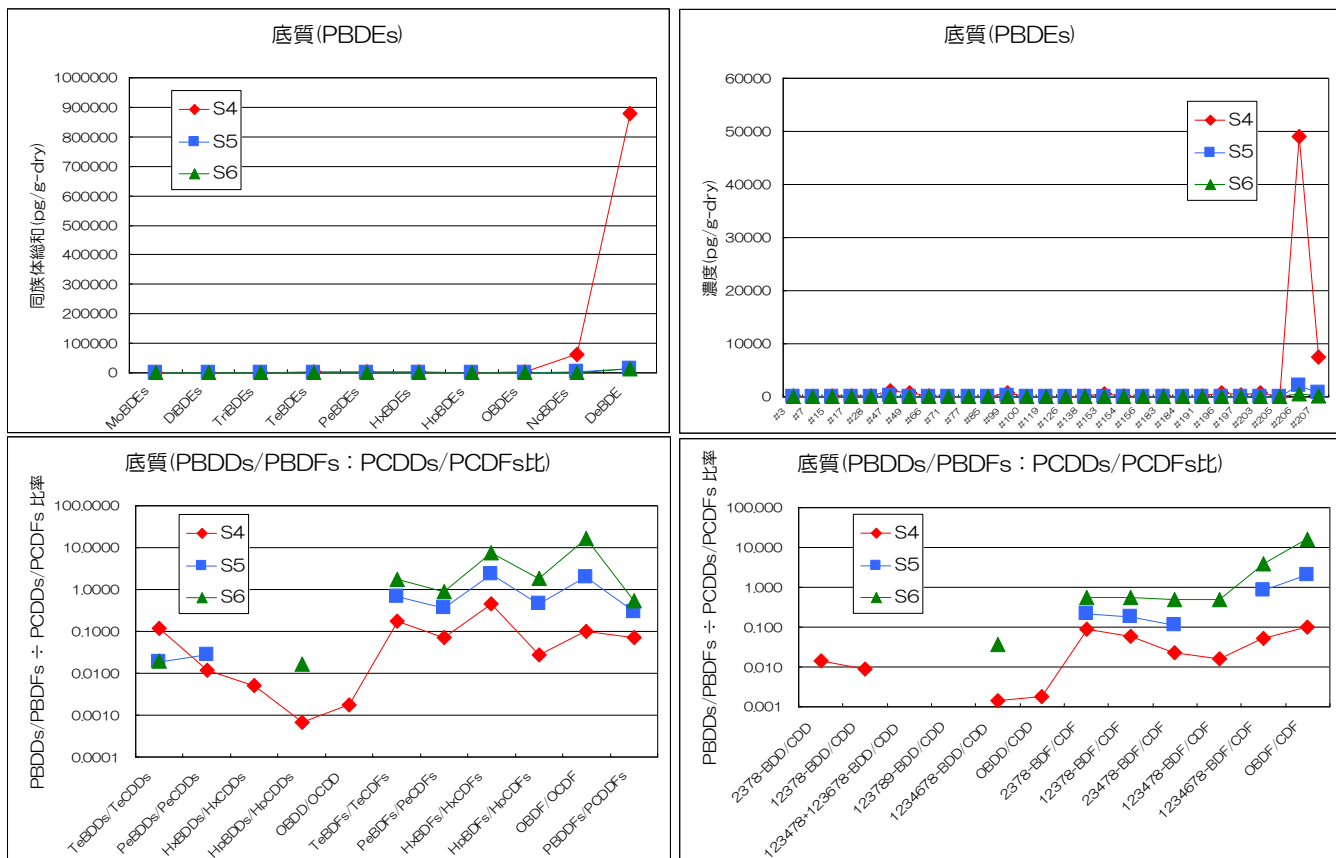 底質(PBDEs)
同族体総和(pg/g-dry)
1000000
900000
800000
700000
600000
500000
400000
300000
200000
100000
0
S4
S5
S6
MoBDEs
DiBDEs
TriBDEs
TeBDEs
PeBDEs
HxBDEs
HpBDEs
OBDEs
NoBDEs
DeBDE
底質(PBDEs)
濃度(pg/g-dry)
60000
50000
40000
30000
20000
10000
0
S4
S5
S6
#3
#7
#15
#17
#28
#47
#49
#66
#71
#77
#85
#99
#100
#119
#126
#138
#153
#154
#156
#183
#184
#191
#196
#197
#203
#205
#206
#207
底質(PBDDs/PBDFs：PCDDs/PCDFs比)
PBDDs/PBDFs ÷ PCDDs/PCDFs 比率
100.0000
10.0000
1.0000
0.1000
0.0100
0.0010
0.0001
S4
S5
S6
TeBDDs/TeCDDs
PeBDDs/PeCDDs
HxBDDs/HxCDDs
HpBDDs/HpCDDs
OBDD/OCDD
TeBDFs/TeCDFs
PeBDFs/PeCDFs
HxBDFs/HxCDFs
HpBDFs/HpCDFs
OBDF/OCDF
PBDDFs/PCDDFs
底質(PBDDs/PBDFs：PCDDs/PCDFs比)
PBDDs/PBDFs ÷ PCDDs/PCDFs 比率
100.000
10.000
1.000
0.100
0.010
0.001
S4
S5
S6
2378-BDD/CDD
12378-BDD/CDD
123478+123678-BDD/CDD
123789-BDD/CDD
1234678-BDD/CDD
OBDD/CDD
2378-BDF/CDF
12378-BDF/CDF
23478-BDF/CDF
123478-BDF/CDF
1234678-BDF/CDF
OBDF/CDF